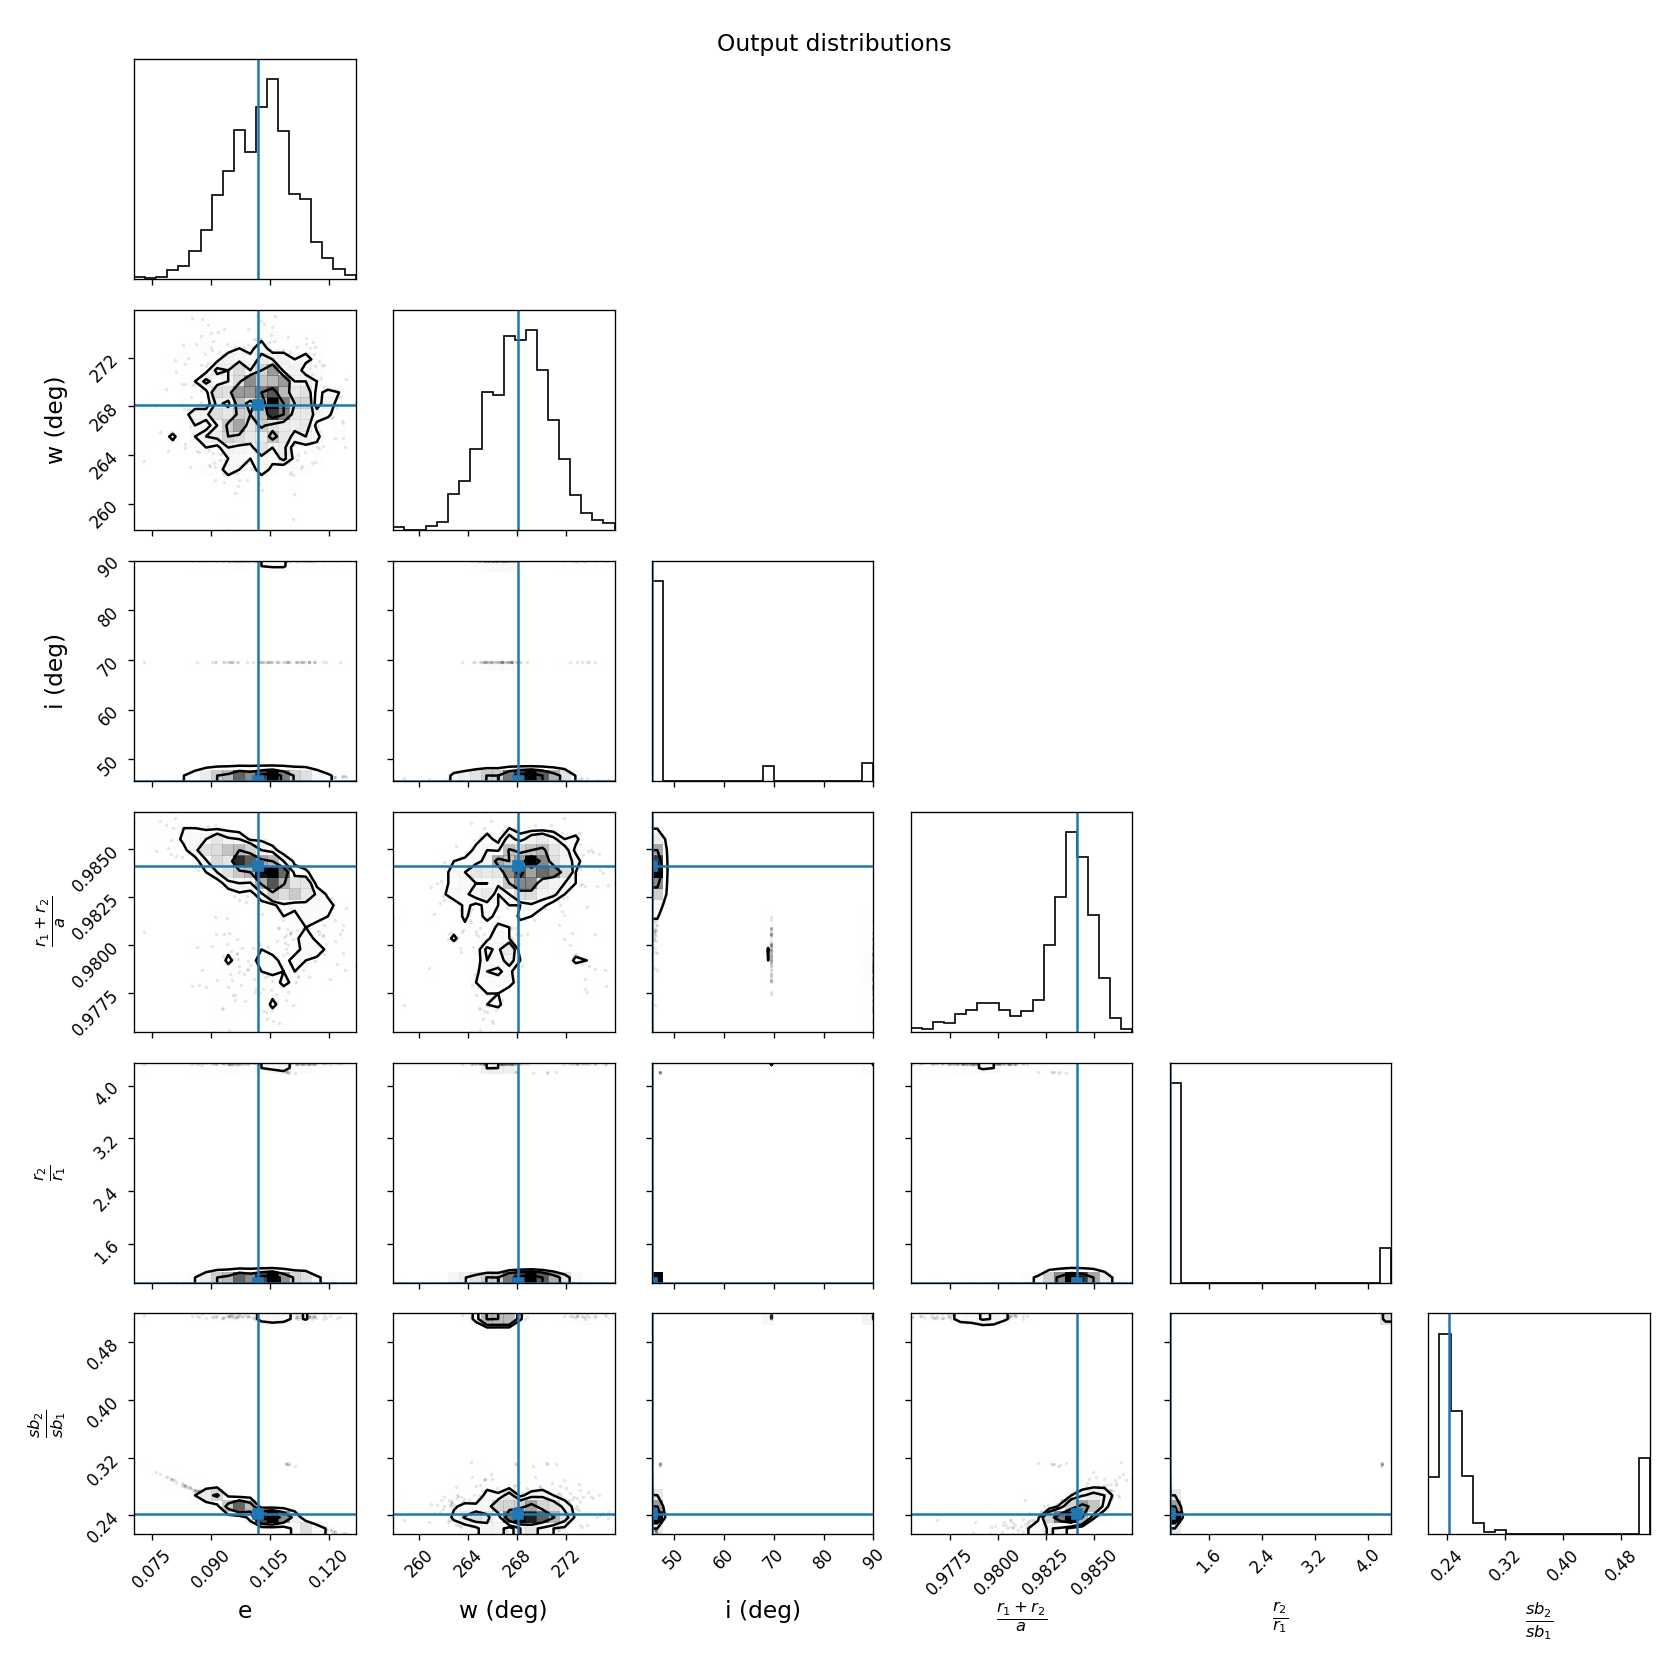 Output distributions
w (deg)
272
268
264
260
i (deg)
90
80
70
60
50
r₁ + r₂
a
0.9850
0.9825
0.9800
0.9775
r₂
r₁
4.0
3.2
2.4
1.6
sb₂
sb₁
0.48
0.40
0.32
0.24
0.075 0.090 0.105 0.120
260 264 268 272
50 60 70 80 90
0.9775 0.9800 0.9825 0.9850
1.6 2.4 3.2 4.0
0.24 0.32 0.40 0.48
e
w (deg)
i (deg)
r₁ + r₂
a
r₂
r₁
sb₂
sb₁